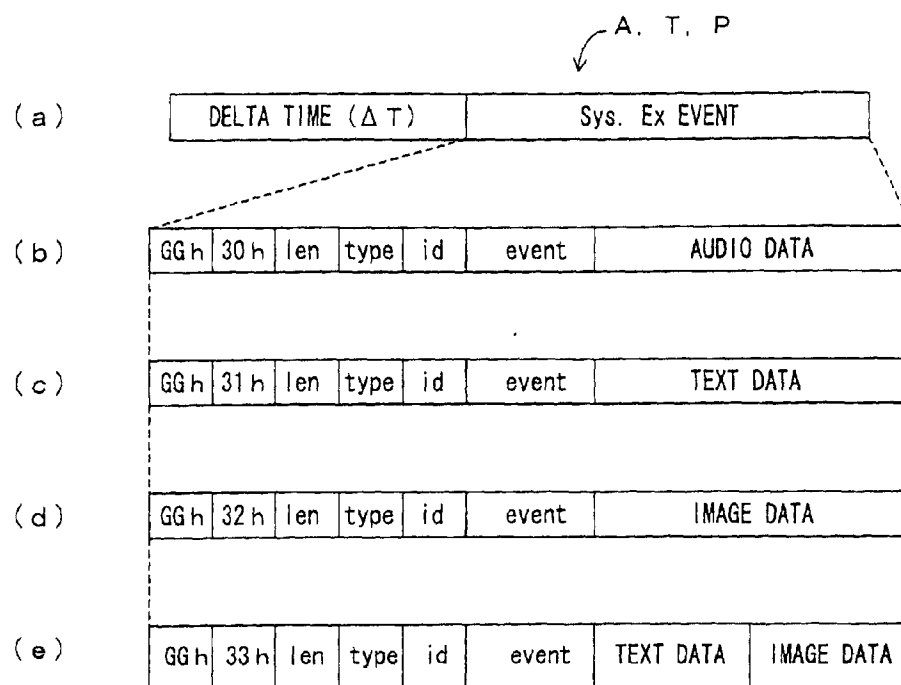 A, T, P
(a) DELTA TIME (ΔT) Sys. Ex EVENT
(b) GGh 30h len type id event AUDIO DATA
(c) GGh 31h len type id event TEXT DATA
(d) GGh 32h len type id event IMAGE DATA
(e) GGh 33h len type id event TEXT DATA IMAGE DATA